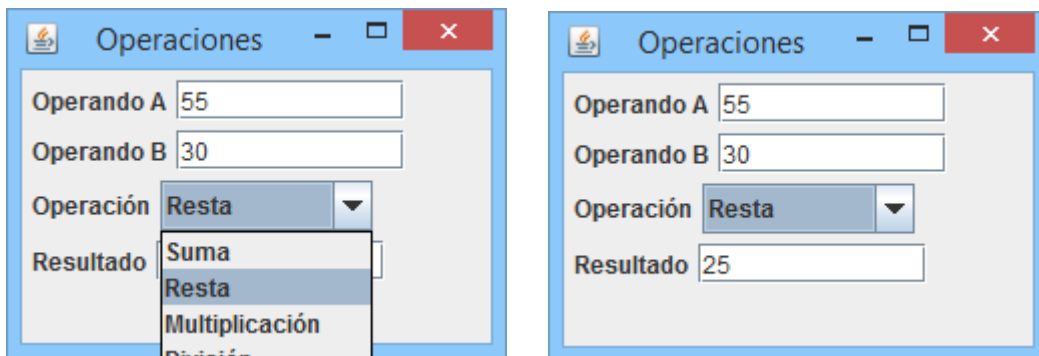 Operaciones
Operando A 55
Operando B 30
Operación Resta
Suma
Resultado
Resta
Multiplicación
División
Operaciones
Operando A 55
Operando B 30
Operación Resta
Resultado 25